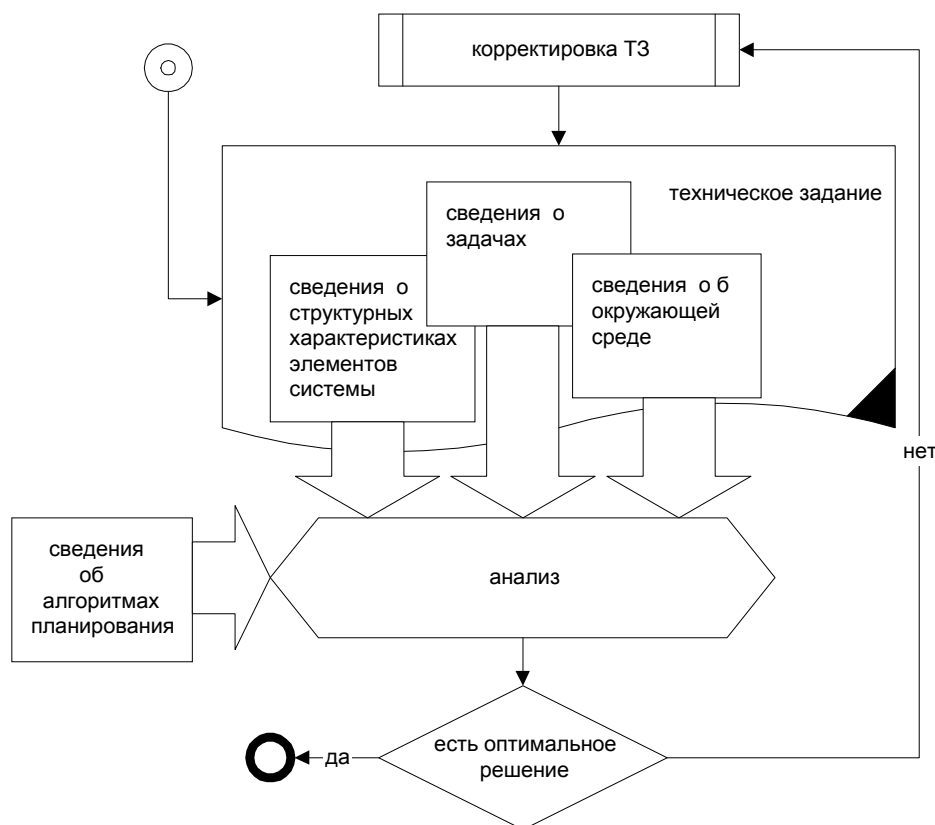 корректировка ТЗ
техническое задание
сведения о
задачах
сведения о
структурных
характеристиках
элементов
системы
сведения о б
окружающей
среде
нет
сведения
об
алгоритмах
планирования
анализ
есть оптимальное
решение
да